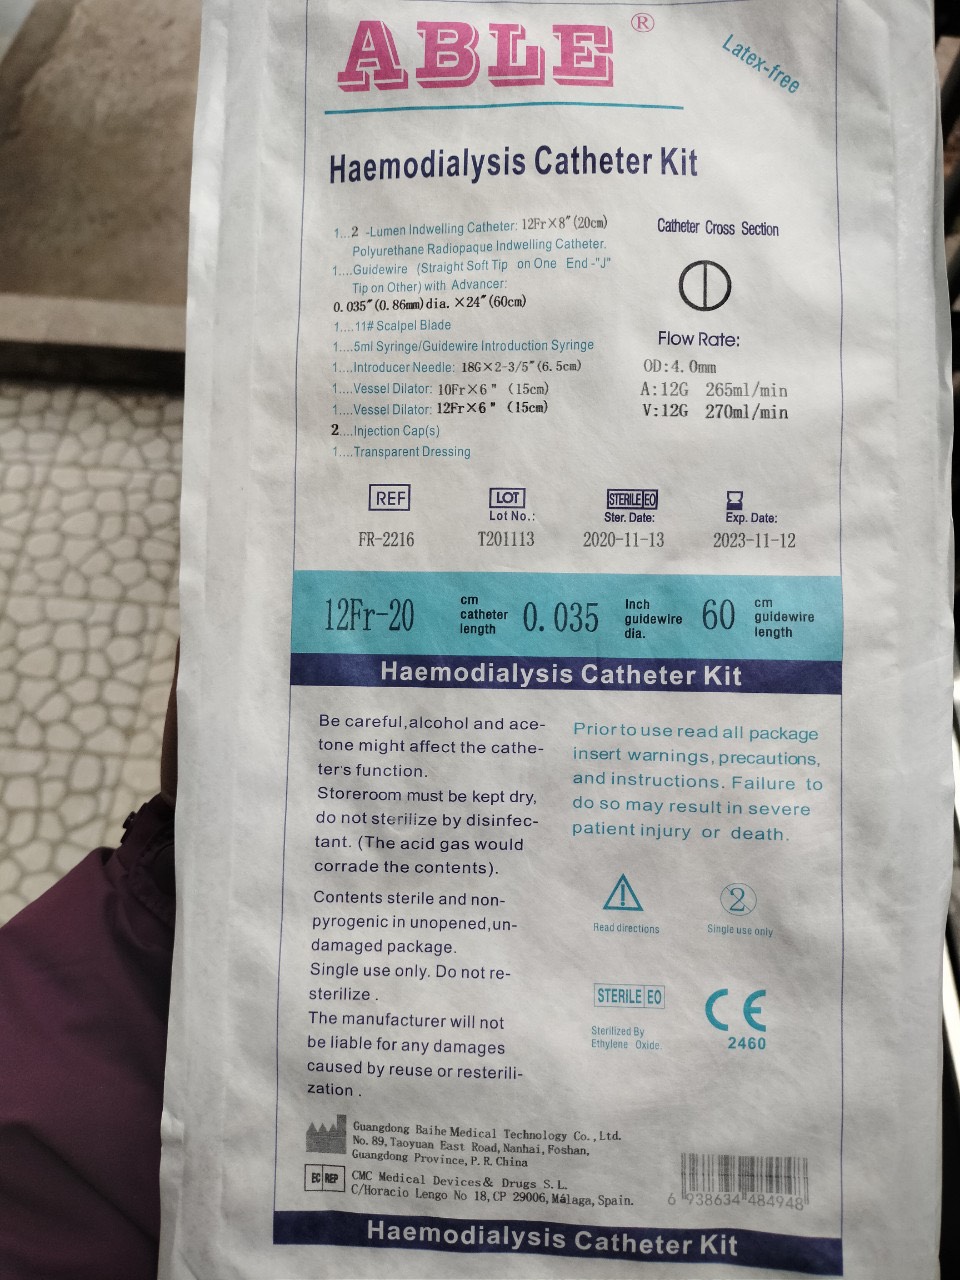 ABLE®
Latex-free
Haemodialysis Catheter Kit
1...2 -Lumen Indwelling Catheter: 12Fr×8"(20cm)
Polyurethane Radiopaque Indwelling Catheter.
1....Guidewire (Straight Soft Tip on One End-"J"
Tip on Other) with Advancer:
0.035"(0.86mm)dia.×24"(60cm)
1....11# Scalpel Blade
1....5ml Syringe/Guidewire Introduction Syringe
1....Introducer Needle: 18G×2-3/5"(6.5cm)
1....Vessel Dilator: 10Fr×6" (15cm)
1....Vessel Dilator: 12Fr×6" (15cm)
2....Injection Cap(s)
1....Transparent Dressing
Catheter Cross Section
Flow Rate:
OD:4.0mm
A:12G 265ml/min
V:12G 270ml/min
REF
FR-2216
LOT
Lot No.:
T201113
STERILE EO
Ster. Date:
2020-11-13
Exp. Date:
2023-11-12
12Fr-20
cm
catheter
length
0.035
Inch
guidewire
dia.
60
cm
guidewire
length
Haemodialysis Catheter Kit
Be careful,alcohol and ace-
tone might affect the cathe-
ter's function.
Storeroom must be kept dry,
do not sterilize by disinfec-
tant. (The acid gas would
corrade the contents).
Contents sterile and non-
pyrogenic in unopened,un-
damaged package.
Single use only. Do not re-
sterilize .
The manufacturer will not
be liable for any damages
caused by reuse or resterili-
zation .
Prior to use read all package
insert warnings, precautions,
and instructions. Failure to
do so may result in severe
patient injury or death.
Read directions
2
Single use only
STERILE EO
Sterilized By
Ethylene Oxide.
CE
2460
Guangdong Baihe Medical Technology Co., Ltd.
No. 89, Taoyuan East Road, Nanhai, Foshan,
Guangdong Province, P. R. China
EC REP
CMC Medical Devices & Drugs S. L.
C/Horacio Lengo No 18, CP 29006, Málaga, Spain.
6 938634 484948
Haemodialysis Catheter Kit